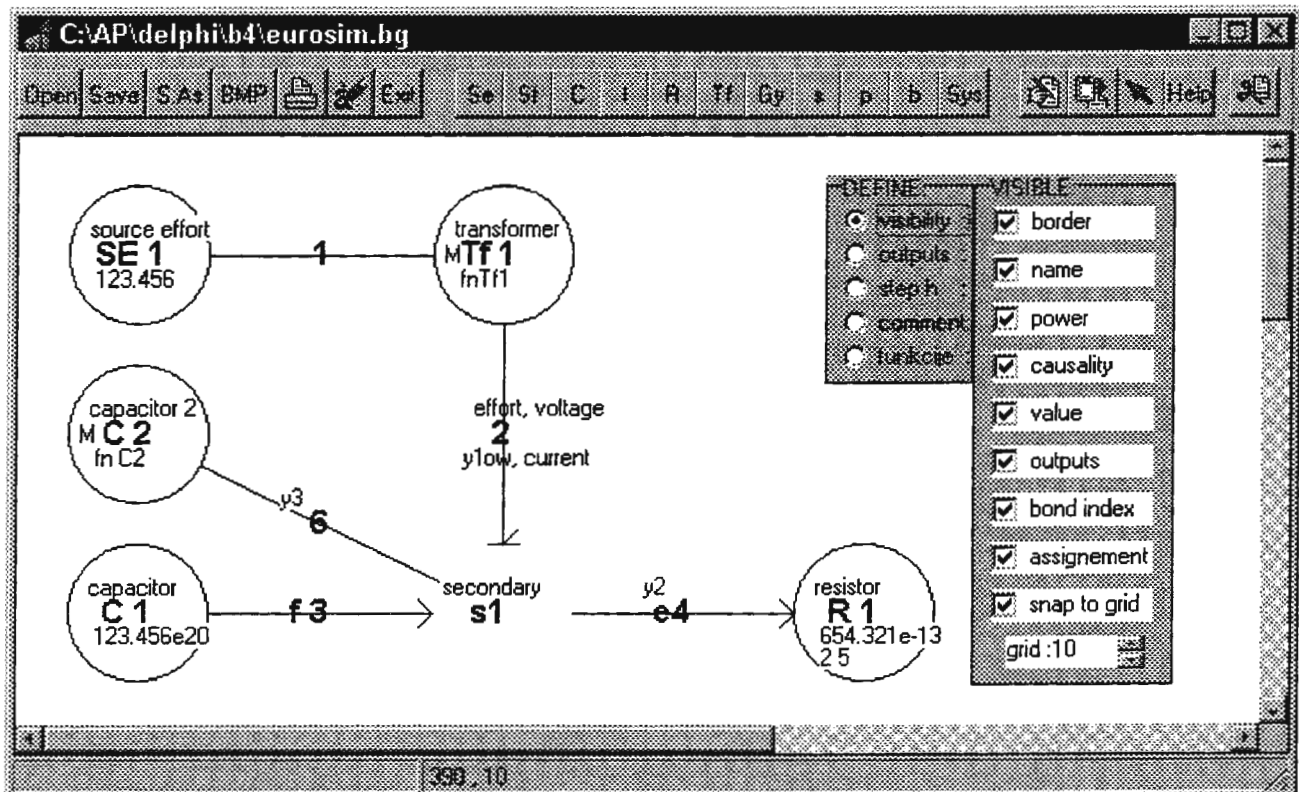 C:\AP\delphi\b4\eurosim.bg
Open Save S.As BMP Exit Se Sf C I R Tf Gy s p b Sys Help
source effort
SE 1
123.456
1
transformer
MTf 1
fnTf1
DEFINE
visibility
outputs
step h
comment
funkcije
VISIBLE
border
name
power
causality
value
outputs
bond index
assignement
snap to grid
grid :10
capacitor 2
M C 2
fn C2
effort, voltage
2
y1ow, current
y3
6
capacitor
C 1
123.456e20
f 3
secondary
s1
y2
e4
resistor
R 1
654.321e-13
2 5
390 , 10